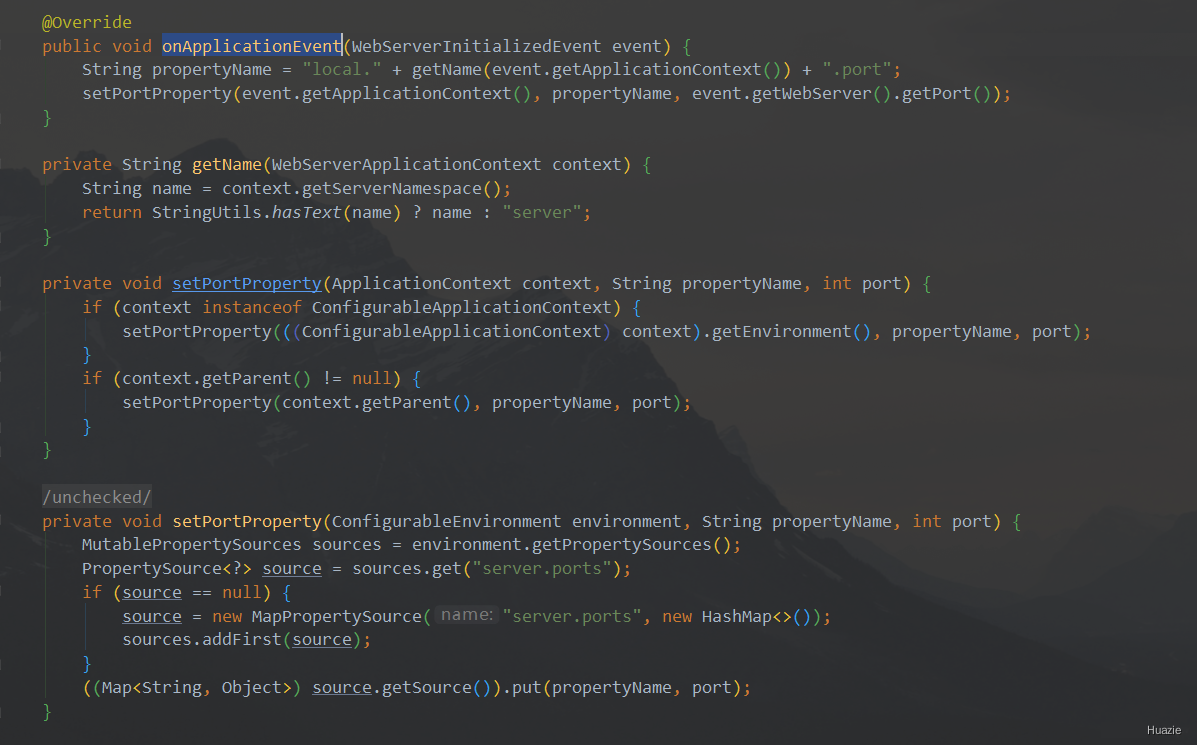 @Override
public void onApplicationEvent(WebServerInitializedEvent event) {
    String propertyName = "local." + getName(event.getApplicationContext()) + ".port";
    setPortProperty(event.getApplicationContext(), propertyName, event.getWebServer().getPort());
}

private String getName(WebServerApplicationContext context) {
    String name = context.getServerNamespace();
    return StringUtils.hasText(name) ? name : "server";
}

private void setPortProperty(ApplicationContext context, String propertyName, int port) {
    if (context instanceof ConfigurableApplicationContext) {
        setPortProperty(((ConfigurableApplicationContext) context).getEnvironment(), propertyName, port);
    }
    if (context.getParent() != null) {
        setPortProperty(context.getParent(), propertyName, port);
    }
}

/unchecked/
private void setPortProperty(ConfigurableEnvironment environment, String propertyName, int port) {
    MutablePropertySources sources = environment.getPropertySources();
    PropertySource<?> source = sources.get("server.ports");
    if (source == null) {
        source = new MapPropertySource( name: "server.ports", new HashMap<>());
        sources.addFirst(source);
    }
    ((Map<String, Object>) source.getSource()).put(propertyName, port);
}
Huazie